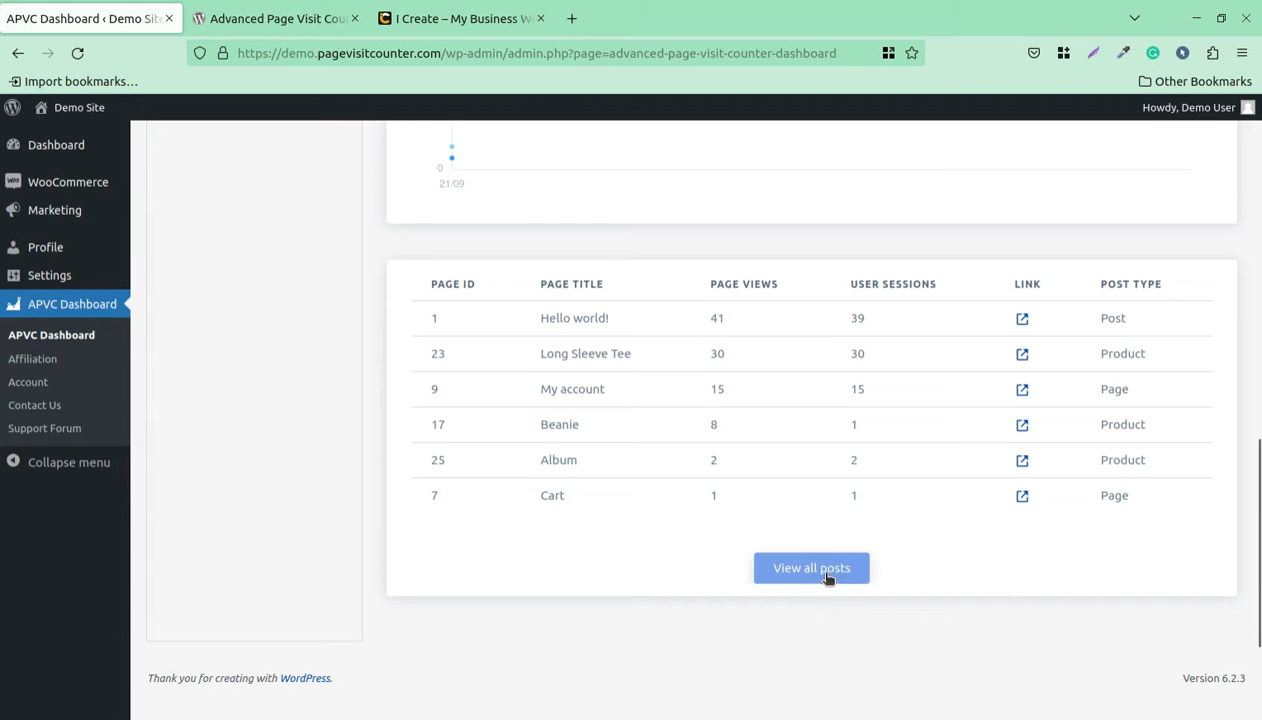 APVC Dashboard ‹ Demo Site
Advanced Page Visit Cou
I Create – My Business W
https://demo.pagevisitcounter.com/wp-admin/admin.php?page=advanced-page-visit-counter-dashboard
Import bookmarks…
Other Bookmarks
Demo Site
Howdy, Demo User
Dashboard
WooCommerce
Marketing
Profile
Settings
APVC Dashboard
APVC Dashboard
Affiliation
Account
Contact Us
Support Forum
Collapse menu
0
21/09
PAGE ID PAGE TITLE PAGE VIEWS USER SESSIONS LINK POST TYPE
1 Hello world! 41 39 Post
23 Long Sleeve Tee 30 30 Product
9 My account 15 15 Page
17 Beanie 8 1 Product
25 Album 2 2 Product
7 Cart 1 1 Page
View all posts
Thank you for creating with WordPress.
Version 6.2.3